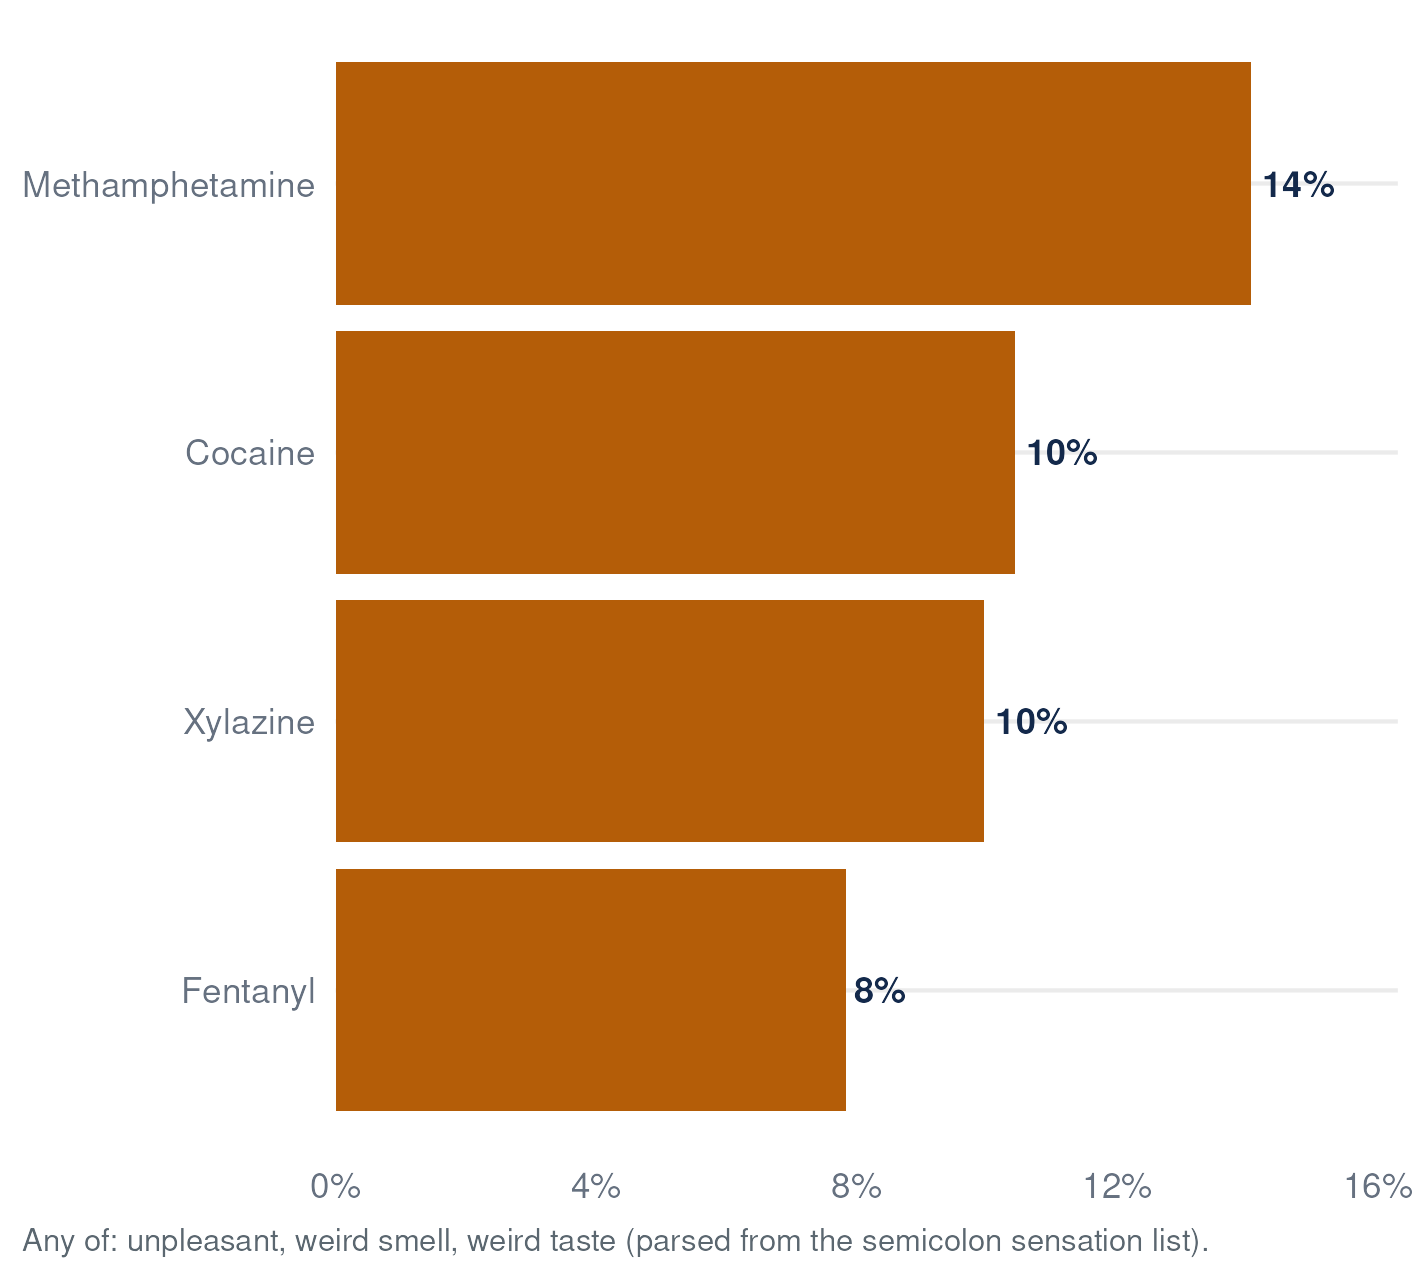 Methamphetamine 14%
Cocaine 10%
Xylazine 10%
Fentanyl 8%
0% 4% 8% 12% 16%
Any of: unpleasant, weird smell, weird taste (parsed from the semicolon sensation list).